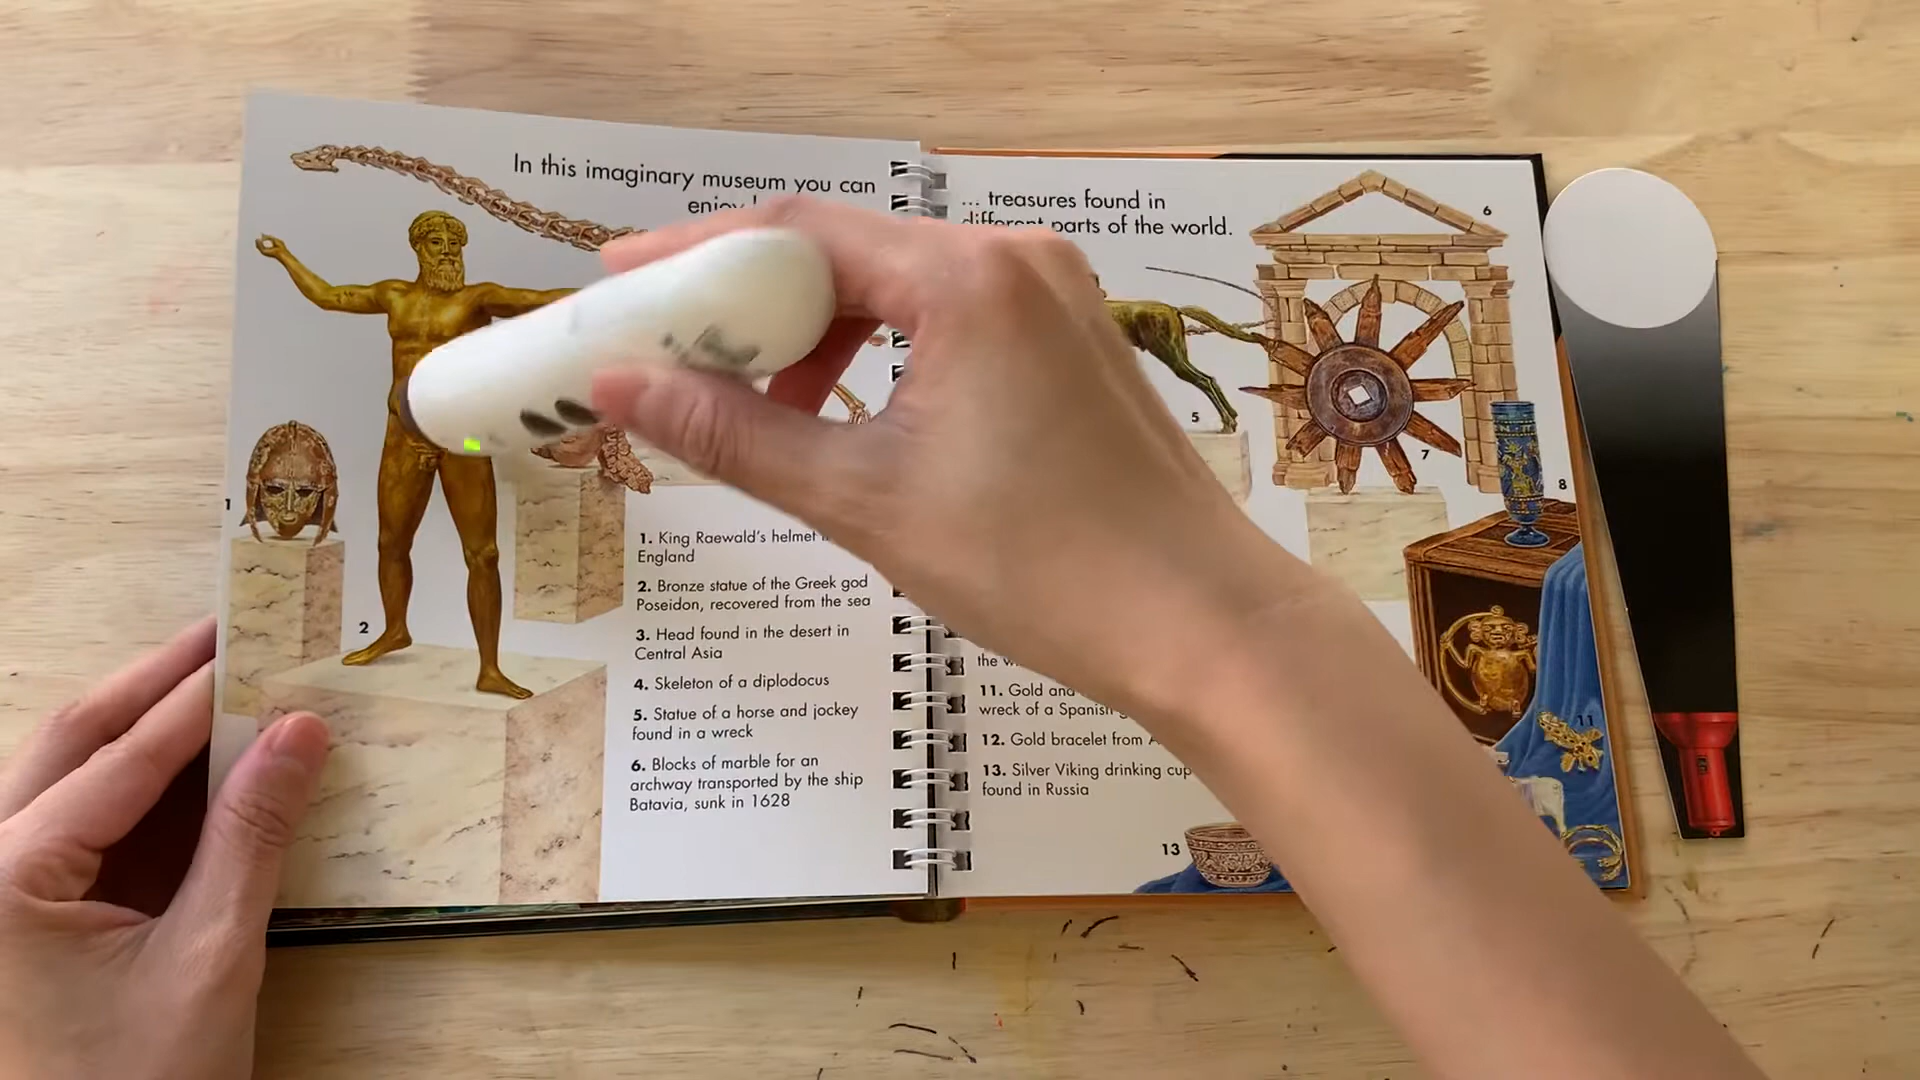 In this imaginary museum you can
enjoy
1
2
1. King Raewald's helmet
England
2. Bronze statue of the Greek god
Poseidon, recovered from the sea
3. Head found in the desert in
Central Asia
4. Skeleton of a diplodocus
5. Statue of a horse and jockey
found in a wreck
6. Blocks of marble for an
archway transported by the ship
Batavia, sunk in 1628
... treasures found in
different parts of the world.
6
5
7
8
the
11. Gold and
wreck of a Spanish
12. Gold bracelet from
13. Silver Viking drinking cup
found in Russia
11
13